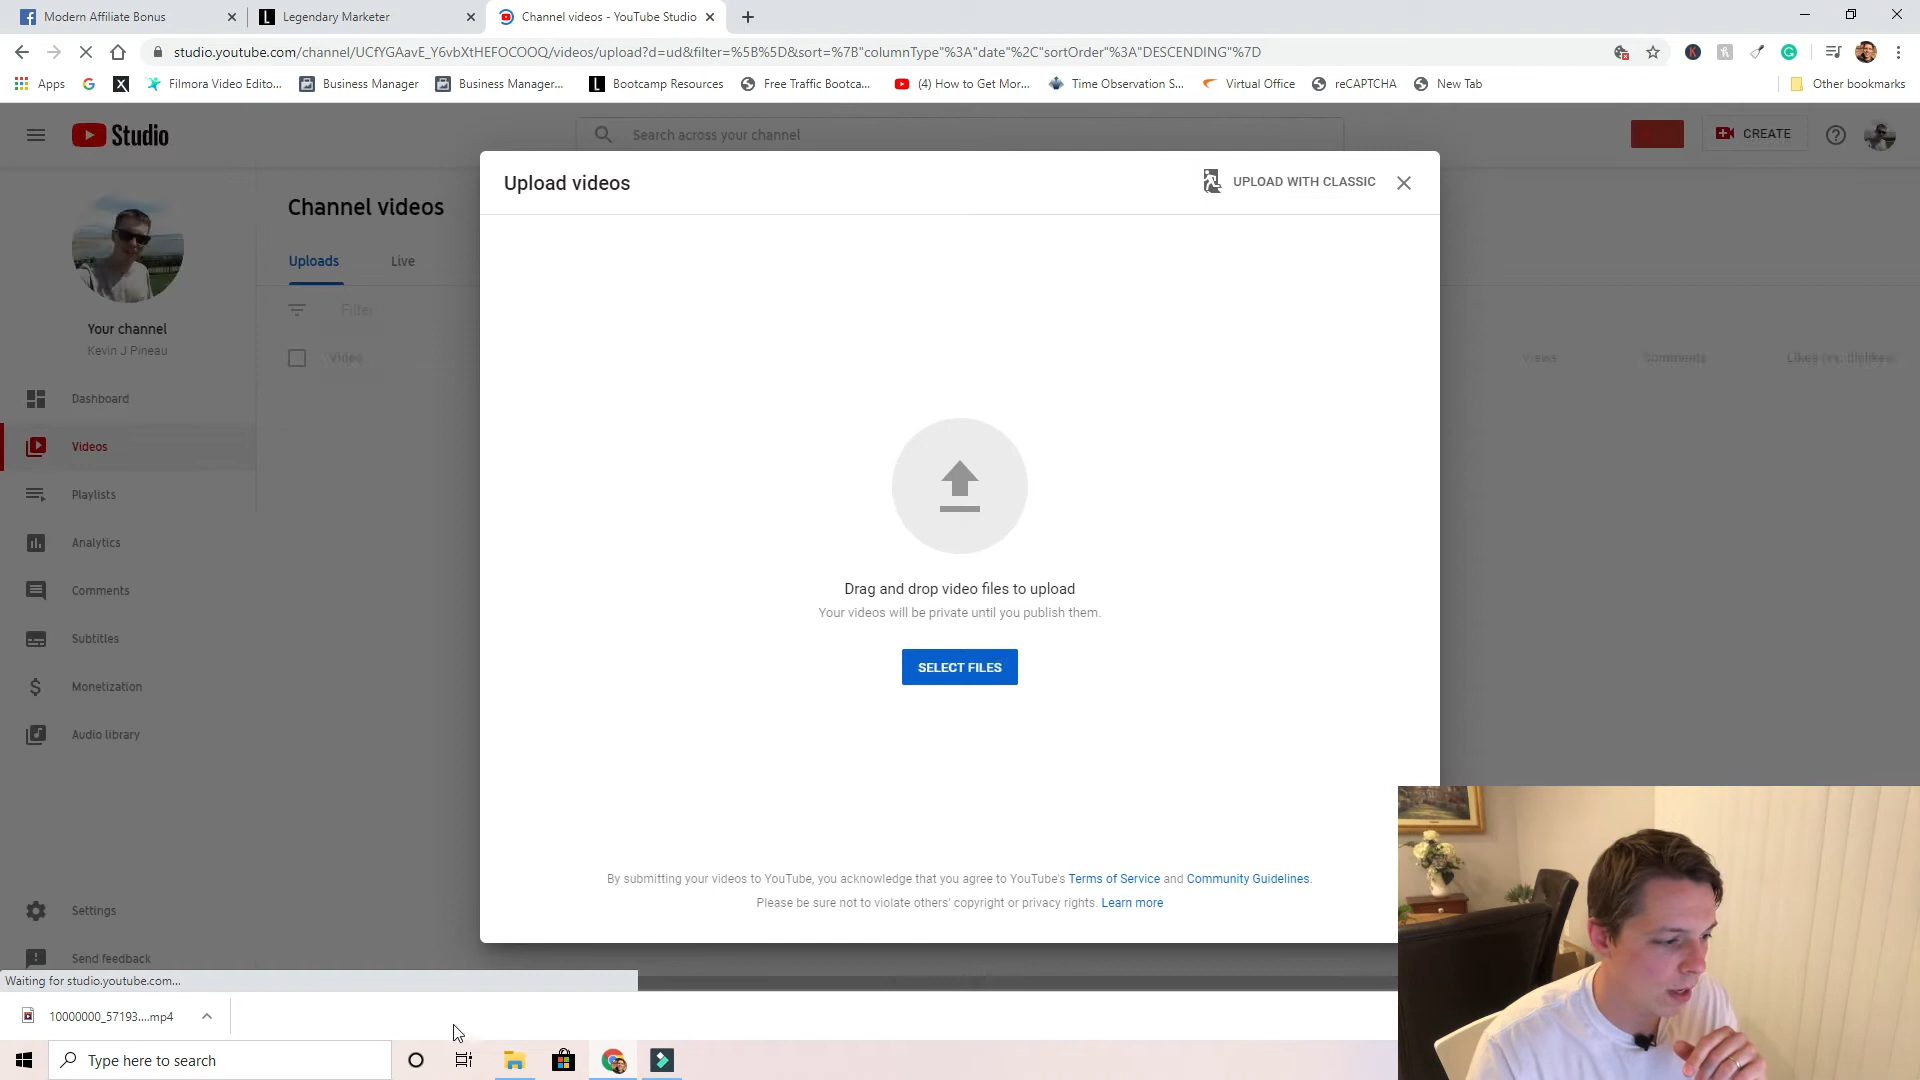 Modern Affiliate Bonus
Legendary Marketer
Channel videos - YouTube Studio
studio.youtube.com/channel/UCfYGAavE_Y6vbXtHEFOCOOQ/videos/upload?d=ud&filter=%5B%5D&sort=%7B"columnType"%3A"date"%2C"sortOrder"%3A"DESCENDING"%7D
Apps
Filmora Video Edito...
Business Manager
Business Manager...
Bootcamp Resources
Free Traffic Bootca...
(4) How to Get Mor...
Time Observation S...
Virtual Office
reCAPTCHA
New Tab
Other bookmarks
Studio
Search across your channel
CREATE
Upload videos
UPLOAD WITH CLASSIC
Channel videos
Uploads
Live
Filter
Video
Views
Comments
Likes (vs. dislikes)
Your channel
Kevin J Pineau
Dashboard
Videos
Playlists
Analytics
Comments
Subtitles
Monetization
Audio library
Settings
Send feedback
Drag and drop video files to upload
Your videos will be private until you publish them.
SELECT FILES
By submitting your videos to YouTube, you acknowledge that you agree to YouTube's Terms of Service and Community Guidelines.
Please be sure not to violate others' copyright or privacy rights. Learn more
Waiting for studio.youtube.com...
10000000_57193....mp4
Type here to search